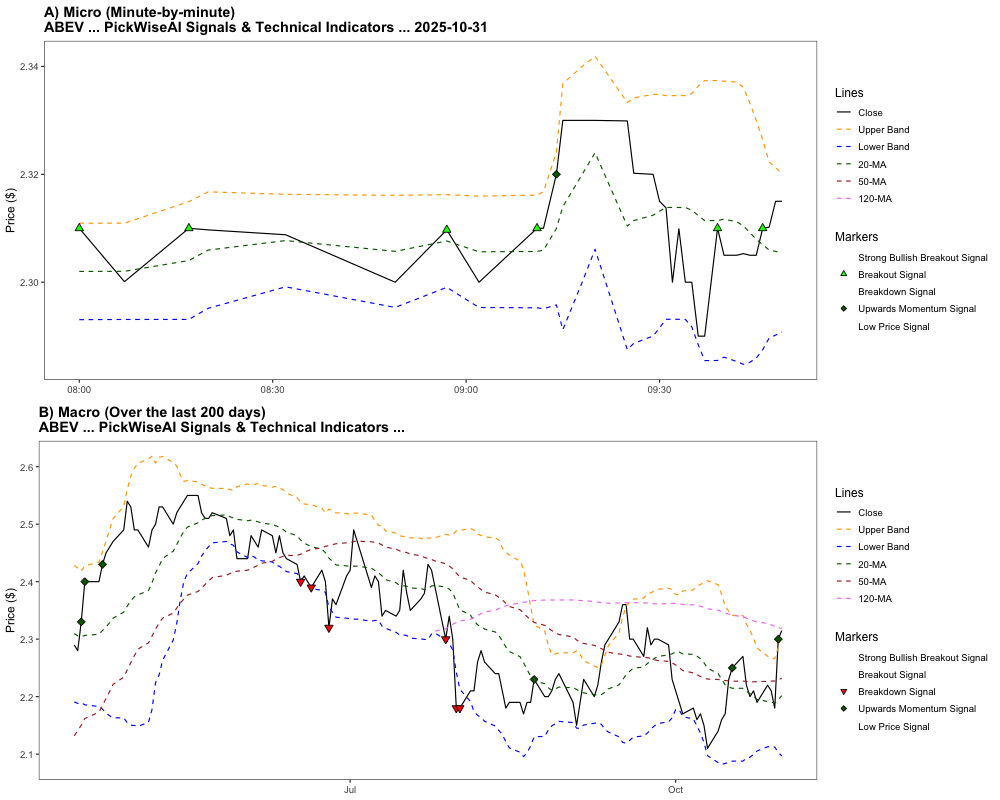 A) Micro (Minute-by-minute)
ABEV ... PickWiseAI Signals & Technical Indicators ... 2025-10-31
Price ($)
2.34
2.32
2.30
08:00
08:30
09:00
09:30
Lines
Close
Upper Band
Lower Band
20-MA
50-MA
120-MA
Markers
Strong Bullish Breakout Signal
Breakout Signal
Breakdown Signal
Upwards Momentum Signal
Low Price Signal
B) Macro (Over the last 200 days)
ABEV ... PickWiseAI Signals & Technical Indicators ...
Price ($)
2.6
2.5
2.4
2.3
2.2
2.1
Jul
Oct
Lines
Close
Upper Band
Lower Band
20-MA
50-MA
120-MA
Markers
Strong Bullish Breakout Signal
Breakout Signal
Breakdown Signal
Upwards Momentum Signal
Low Price Signal